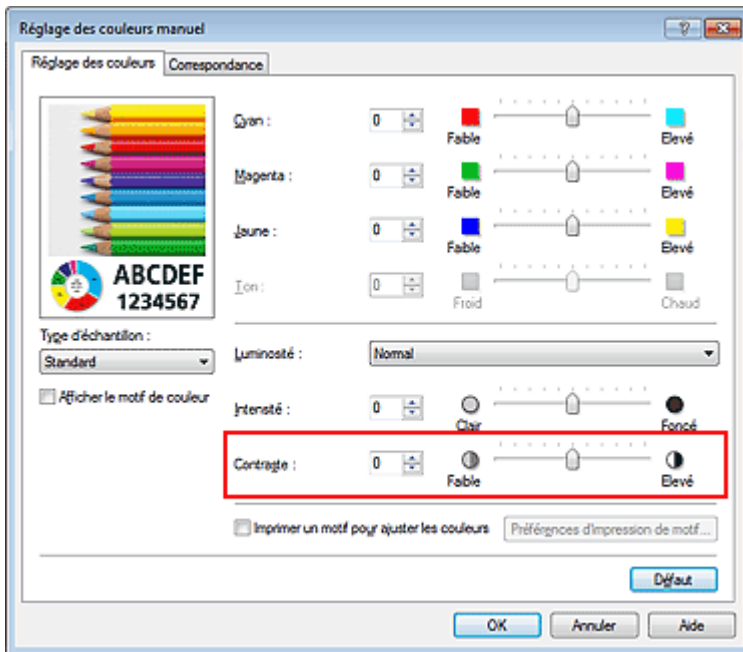 Réglage des couleurs manuel
Réglage des couleurs Correspondance
Cyan : 0 Faible Elevé
Magenta : 0 Faible Elevé
Jaune : 0 Faible Elevé
Ton : 0 Froid Chaud
ABCDEF
1234567
Type d'échantillon :
Standard
Afficher le motif de couleur
Luminosité : Normal
Intensité : 0 Clair Foncé
Contraste : 0 Faible Elevé
Imprimer un motif pour ajuster les couleurs Préférences d'impression de motif...
Défaut
OK Annuler Aide